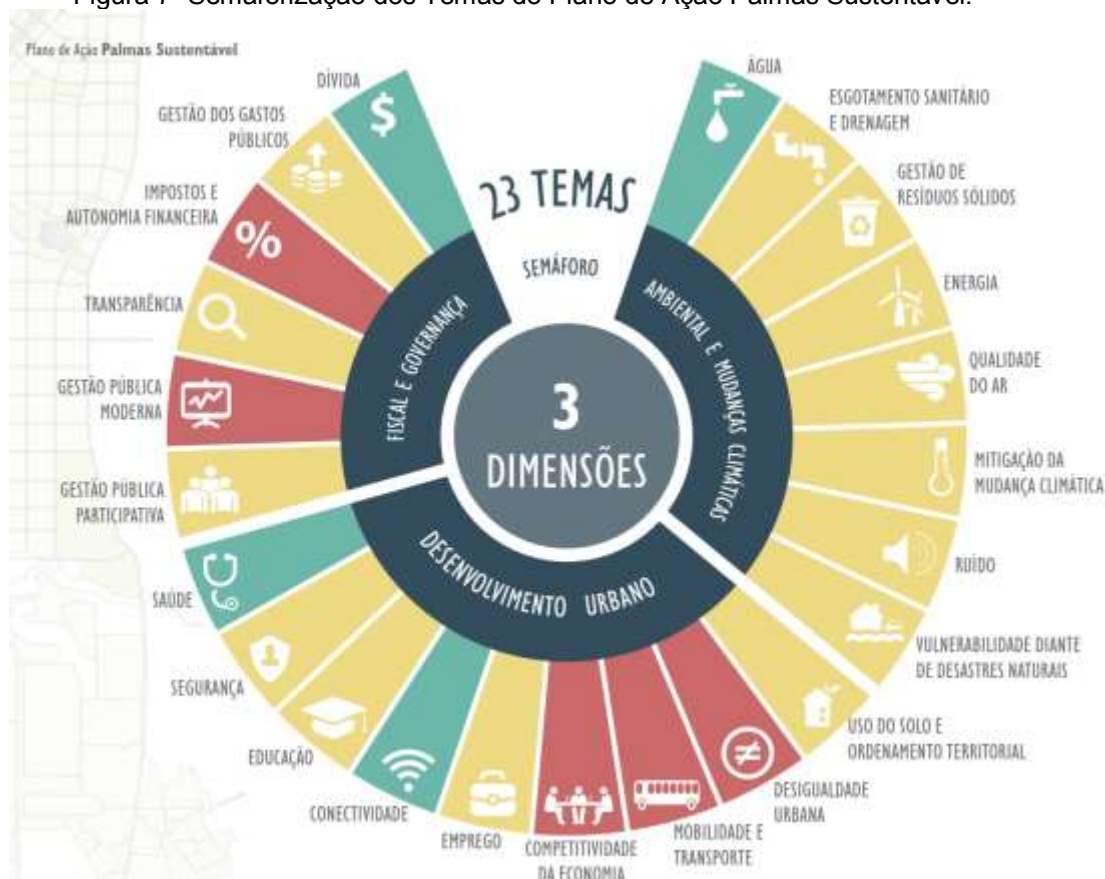 Figura 7- Semaforização dos Temas do Plano de Ação Palmas Sustentável.
Plano de Ação Palmas Sustentável
23 TEMAS
SEMÁFORO
3
DIMENSÕES
AMBIENTAL E MUDANÇAS CLIMÁTICAS
ÁGUA
ESGOTAMENTO SANITÁRIO
E DRENAGEM
GESTÃO DE
RESÍDUOS SÓLIDOS
ENERGIA
QUALIDADE
DO AR
MITIGAÇÃO DA
MUDANÇA CLIMÁTICA
RUÍDO
VULNERABILIDADE DIANTE
DE DESASTRES NATURAIS
DESENVOLVIMENTO URBANO
USO DO SOLO E
ORDENAMENTO TERRITORIAL
DESIGUALDADE
URBANA
MOBILIDADE E
TRANSPORTE
COMPETITIVIDADE
DA ECONOMIA
EMPREGO
CONECTIVIDADE
EDUCAÇÃO
SEGURANÇA
SAÚDE
FISCAL E GOVERNANÇA
GESTÃO PÚBLICA
PARTICIPATIVA
GESTÃO PÚBLICA
MODERNA
TRANSPARÊNCIA
IMPOSTOS E
AUTONOMIA FINANCEIRA
%
GESTÃO DOS GASTOS
PÚBLICOS
DÍVIDA
$